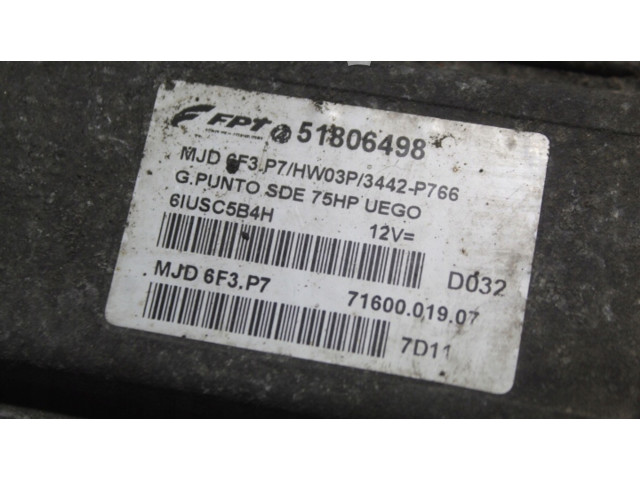 FPT 51806498
MJD 6F3.P7/HW03P/3442-P766
G.PUNTO SDE 75HP UEGO
6IUSC5B4H 12V=
D032
MJD 6F3.P7 71600.019.07
7D11